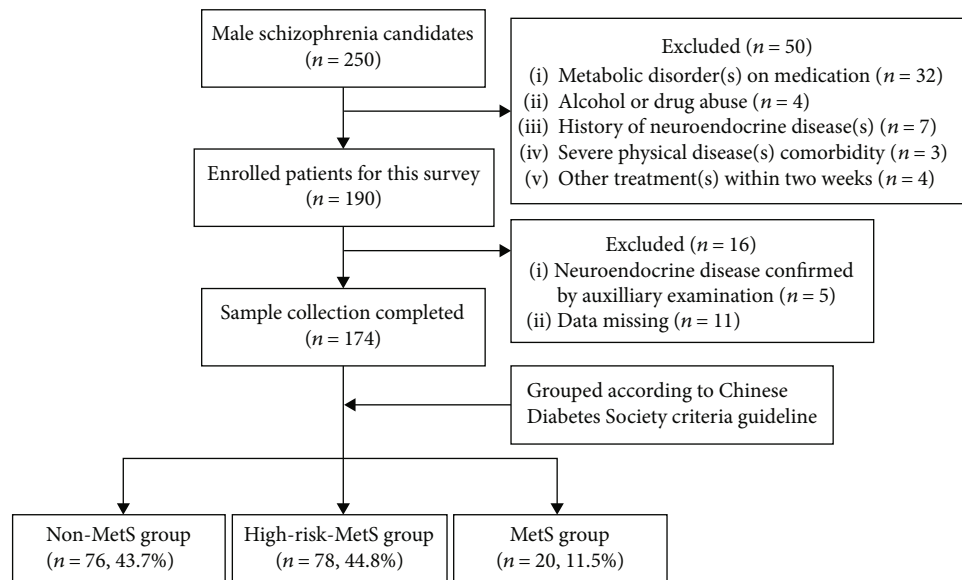 Male schizophrenia candidates
(n = 250)
Excluded (n = 50)
(i) Metabolic disorder(s) on medication (n = 32)
(ii) Alcohol or drug abuse (n = 4)
(iii) History of neuroendocrine disease(s) (n = 7)
(iv) Severe physical disease(s) comorbidity (n = 3)
(v) Other treatment(s) within two weeks (n = 4)
Enrolled patients for this survey
(n = 190)
Excluded (n = 16)
(i) Neuroendocrine disease confirmed
by auxilliary examination (n = 5)
(ii) Data missing (n = 11)
Sample collection completed
(n = 174)
Grouped according to Chinese
Diabetes Society criteria guideline
Non-MetS group
(n = 76, 43.7%)
High-risk-MetS group
(n = 78, 44.8%)
MetS group
(n = 20, 11.5%)